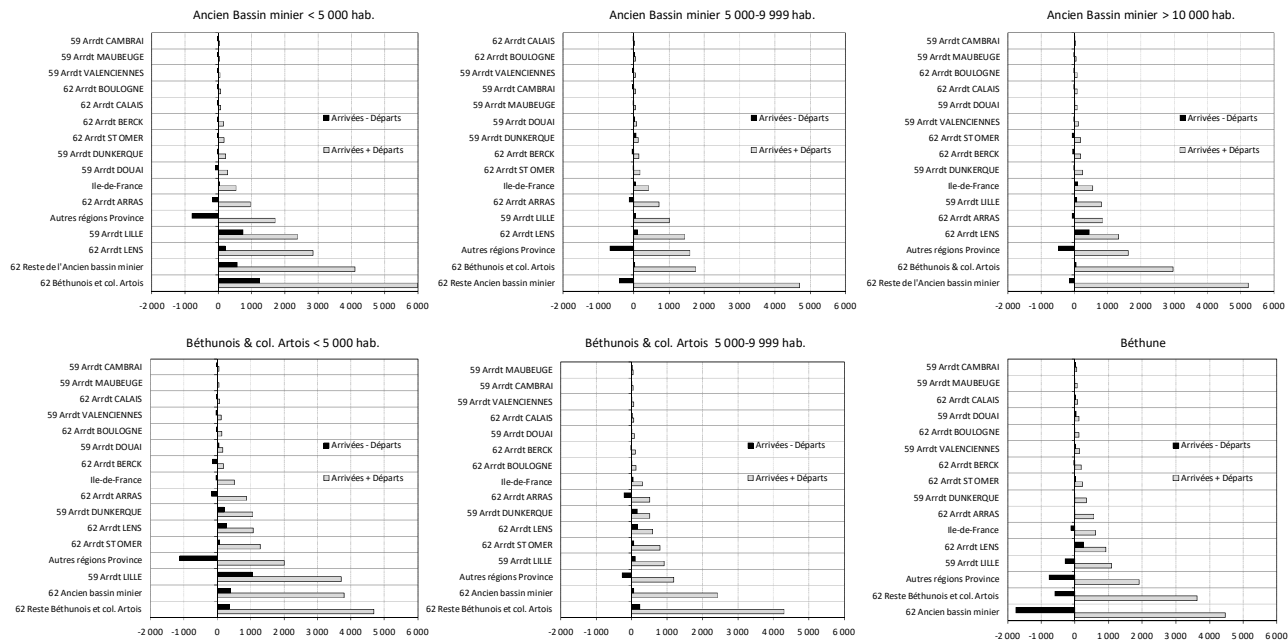 Ancien Bassin minier < 5 000 hab.
59 Arrdt CAMBRAI
59 Arrdt MAUBEUGE
59 Arrdt VALENCIENNES
62 Arrdt BOULOGNE
62 Arrdt CALAIS
62 Arrdt BERCK
62 Arrdt ST OMER
59 Arrdt DUNKERQUE
59 Arrdt DOUAI
Ile-de-France
62 Arrdt ARRAS
Autres régions Province
59 Arrdt LILLE
62 Arrdt LENS
62 Reste de l'Ancien bassin minier
62 Béthunois et col. Artois
Arrivées - Départs
Arrivées + Départs
-2 000 -1 000 0 1 000 2 000 3 000 4 000 5 000 6 000
Ancien Bassin minier 5 000-9 999 hab.
62 Arrdt CALAIS
62 Arrdt BOULOGNE
59 Arrdt VALENCIENNES
59 Arrdt CAMBRAI
59 Arrdt MAUBEUGE
59 Arrdt DOUAI
59 Arrdt DUNKERQUE
62 Arrdt BERCK
62 Arrdt ST OMER
Ile-de-France
62 Arrdt ARRAS
59 Arrdt LILLE
62 Arrdt LENS
Autres régions Province
62 Béthunois et col. Artois
62 Reste Ancien bassin minier
Arrivées - Départs
Arrivées + Départs
-2 000 -1 000 0 1 000 2 000 3 000 4 000 5 000 6 000
Ancien Bassin minier > 10 000 hab.
59 Arrdt CAMBRAI
59 Arrdt MAUBEUGE
62 Arrdt BOULOGNE
62 Arrdt CALAIS
59 Arrdt DOUAI
59 Arrdt VALENCIENNES
62 Arrdt ST OMER
62 Arrdt BERCK
59 Arrdt DUNKERQUE
Ile-de-France
59 Arrdt LILLE
62 Arrdt ARRAS
62 Arrdt LENS
Autres régions Province
62 Béthunois & col. Artois
62 Reste de l'Ancien bassin minier
Arrivées - Départs
Arrivées + Départs
-2 000 -1 000 0 1 000 2 000 3 000 4 000 5 000 6 000
Béthunois & col. Artois < 5 000 hab.
59 Arrdt CAMBRAI
59 Arrdt MAUBEUGE
62 Arrdt CALAIS
59 Arrdt VALENCIENNES
62 Arrdt BOULOGNE
59 Arrdt DOUAI
62 Arrdt BERCK
Ile-de-France
62 Arrdt ARRAS
59 Arrdt DUNKERQUE
62 Arrdt LENS
62 Arrdt ST OMER
Autres régions Province
59 Arrdt LILLE
62 Ancien bassin minier
62 Reste Béthunois et col. Artois
Arrivées - Départs
Arrivées + Départs
-2 000 -1 000 0 1 000 2 000 3 000 4 000 5 000 6 000
Béthunois & col. Artois 5 000-9 999 hab.
59 Arrdt MAUBEUGE
59 Arrdt CAMBRAI
59 Arrdt VALENCIENNES
62 Arrdt CALAIS
59 Arrdt DOUAI
62 Arrdt BERCK
62 Arrdt BOULOGNE
Ile-de-France
62 Arrdt ARRAS
59 Arrdt DUNKERQUE
62 Arrdt LENS
62 Arrdt ST OMER
59 Arrdt LILLE
Autres régions Province
62 Ancien bassin minier
62 Reste Béthunois et col. Artois
Arrivées - Départs
Arrivées + Départs
-2 000 -1 000 0 1 000 2 000 3 000 4 000 5 000 6 000
Béthune
59 Arrdt CAMBRAI
59 Arrdt MAUBEUGE
62 Arrdt CALAIS
59 Arrdt DOUAI
62 Arrdt BOULOGNE
59 Arrdt VALENCIENNES
62 Arrdt BERCK
62 Arrdt ST OMER
59 Arrdt DUNKERQUE
62 Arrdt ARRAS
Ile-de-France
62 Arrdt LENS
59 Arrdt LILLE
Autres régions Province
62 Reste Béthunois et col. Artois
62 Ancien bassin minier
Arrivées - Départs
Arrivées + Départs
-2 000 -1 000 0 1 000 2 000 3 000 4 000 5 000 6 000